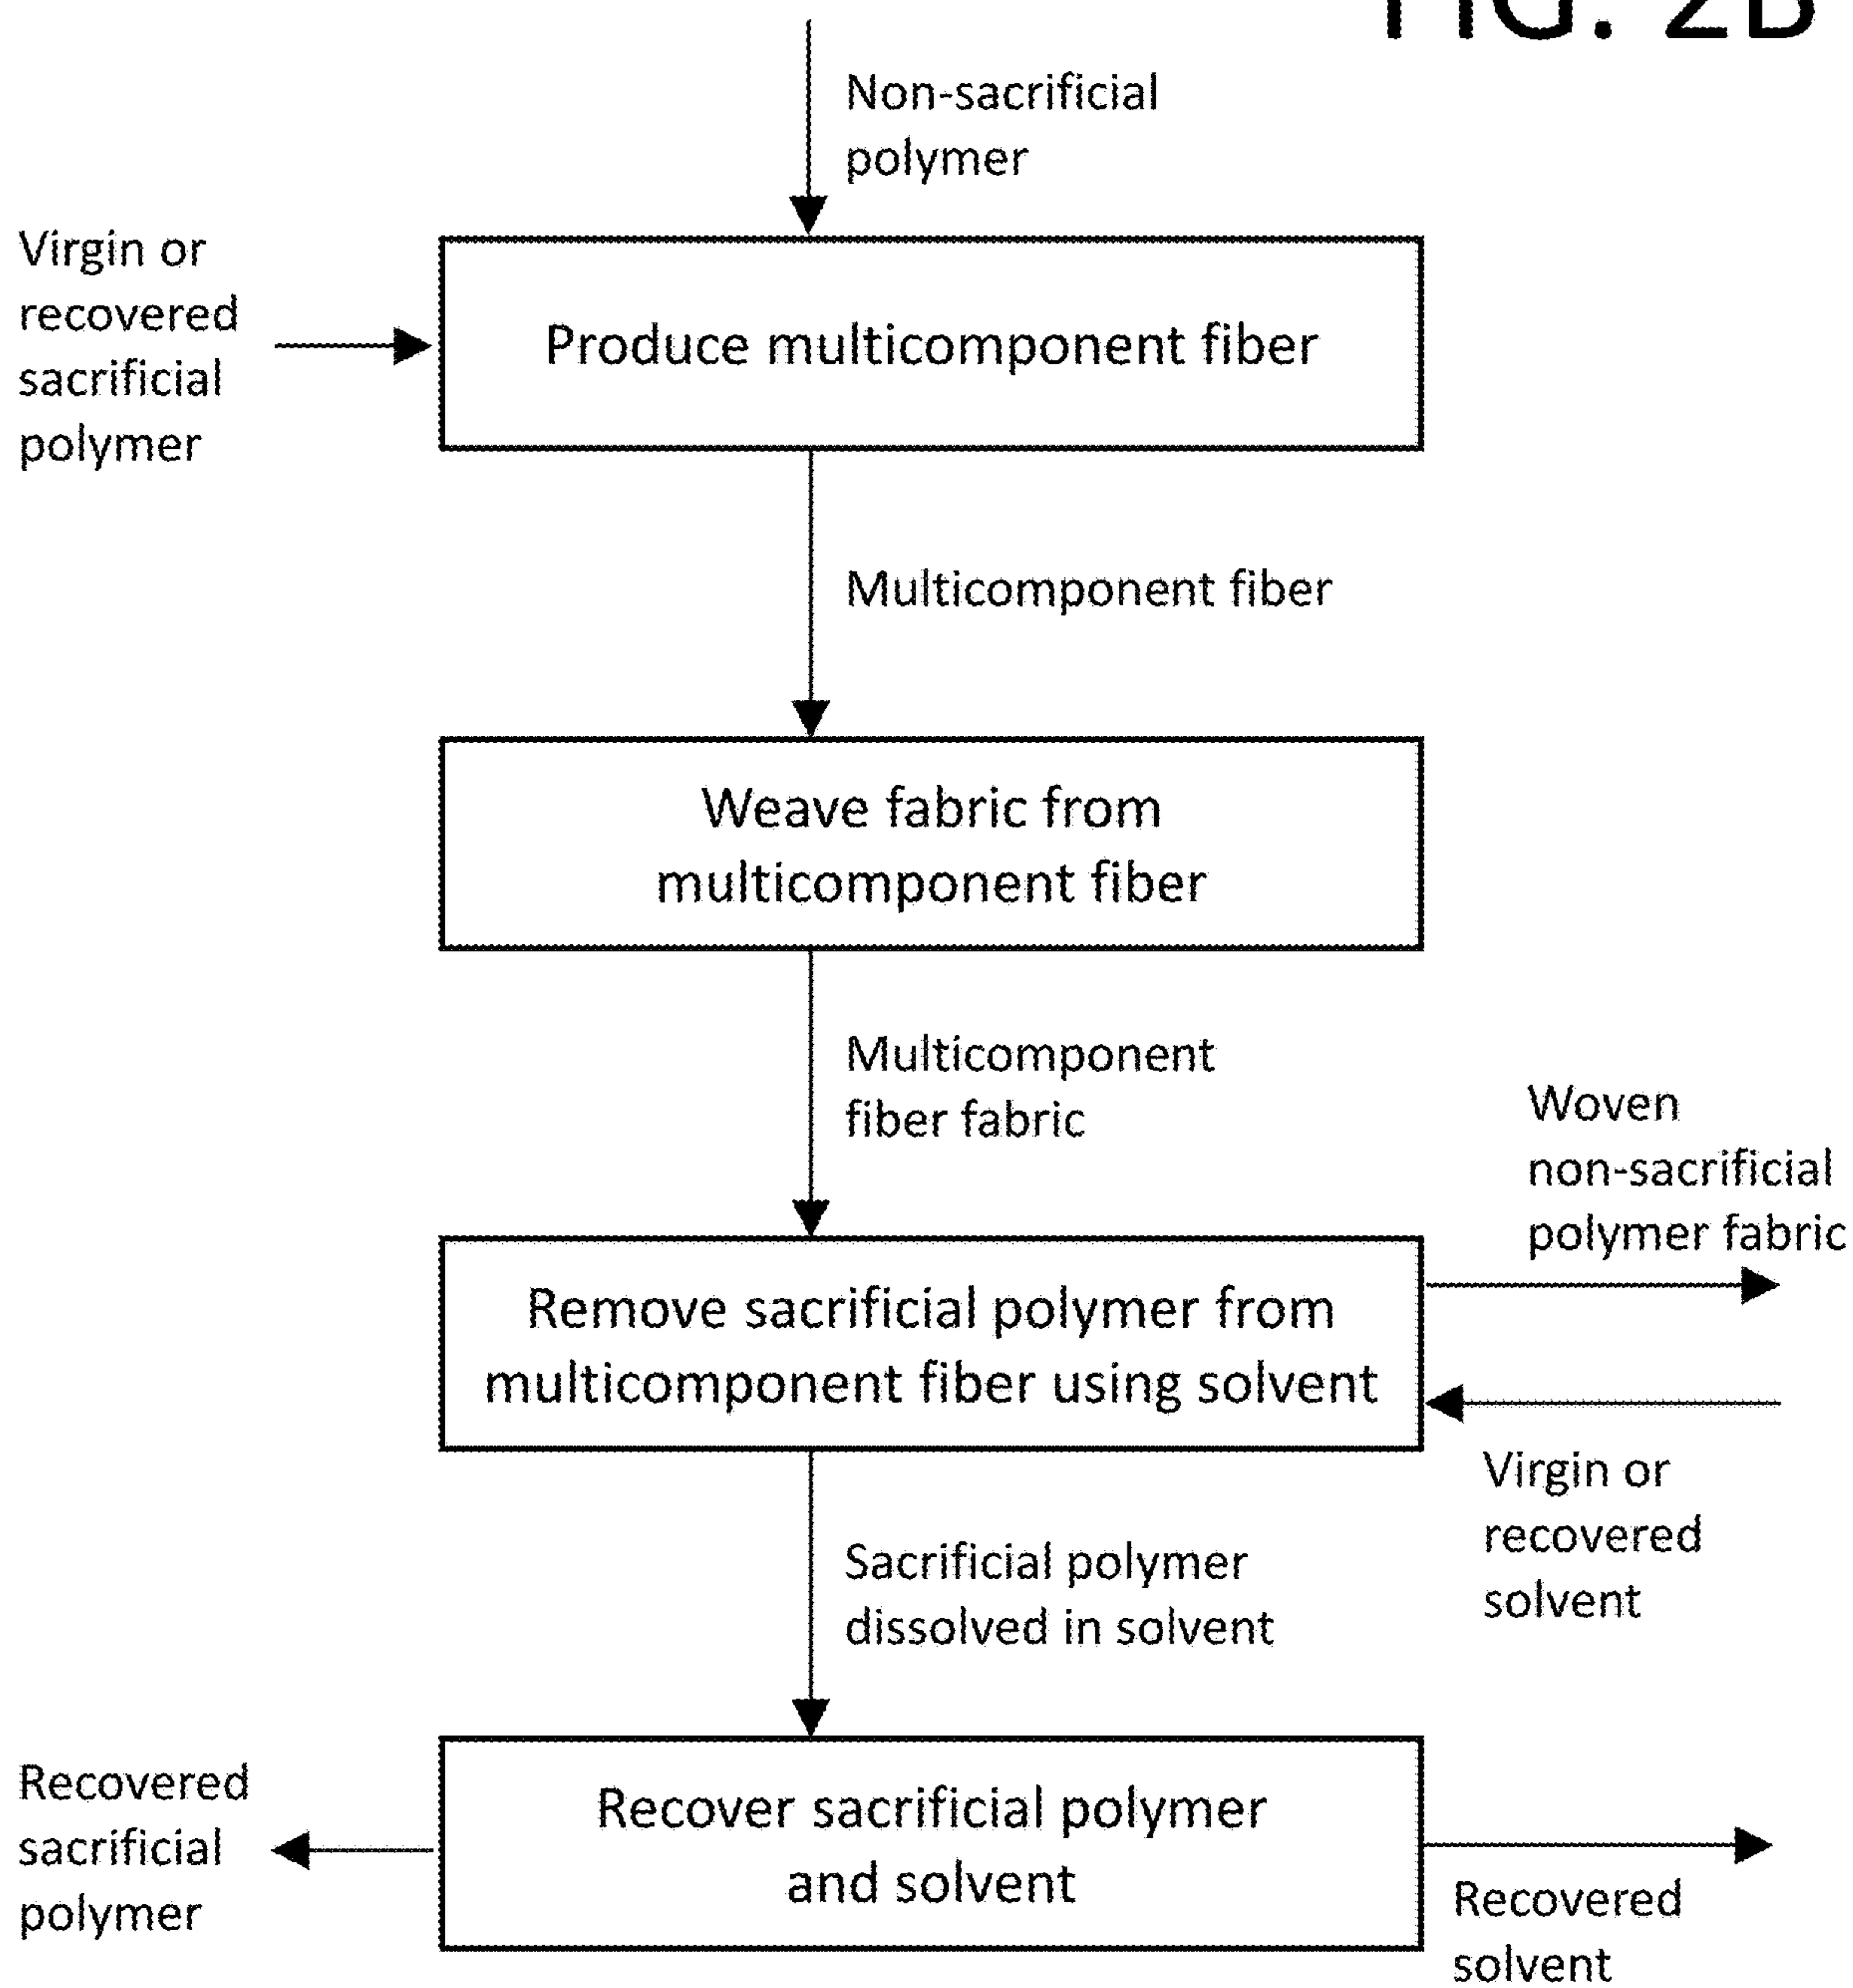 FIG. 2B
Non-sacrificial
polymer
Virgin or
recovered
sacrificial
polymer
Produce multicomponent fiber
Multicomponent fiber
Weave fabric from
multicomponent fiber
Multicomponent
fiber fabric
Woven
non-sacrificial
polymer fabric
Remove sacrificial polymer from
multicomponent fiber using solvent
Virgin or
recovered
solvent
Sacrificial polymer
dissolved in solvent
Recovered
sacrificial
polymer
Recover sacrificial polymer
and solvent
Recovered
solvent